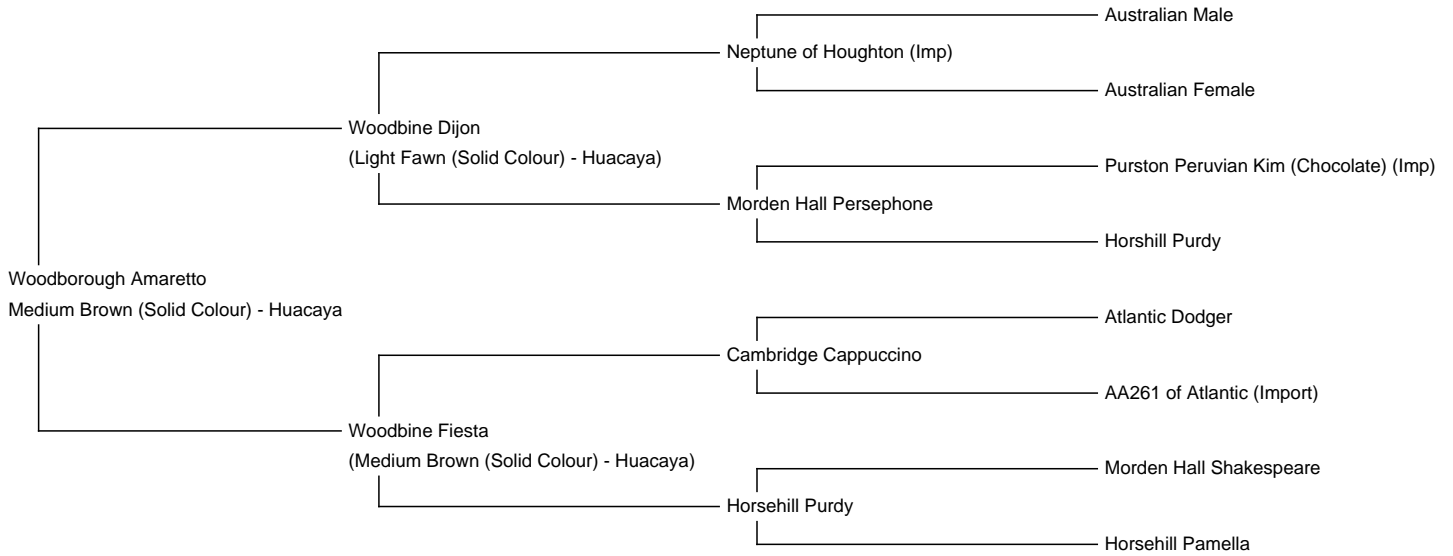 Australian Male
Neptune of Houghton (Imp)
Australian Female
Woodbine Dijon
(Light Fawn (Solid Colour) - Huacaya)
Purston Peruvian Kim (Chocolate) (Imp)
Morden Hall Persephone
Horshill Purdy
Woodborough Amaretto
Medium Brown (Solid Colour) - Huacaya
Atlantic Dodger
Cambridge Cappuccino
AA261 of Atlantic (Import)
Woodbine Fiesta
(Medium Brown (Solid Colour) - Huacaya)
Morden Hall Shakespeare
Horsehill Purdy
Horsehill Pamella